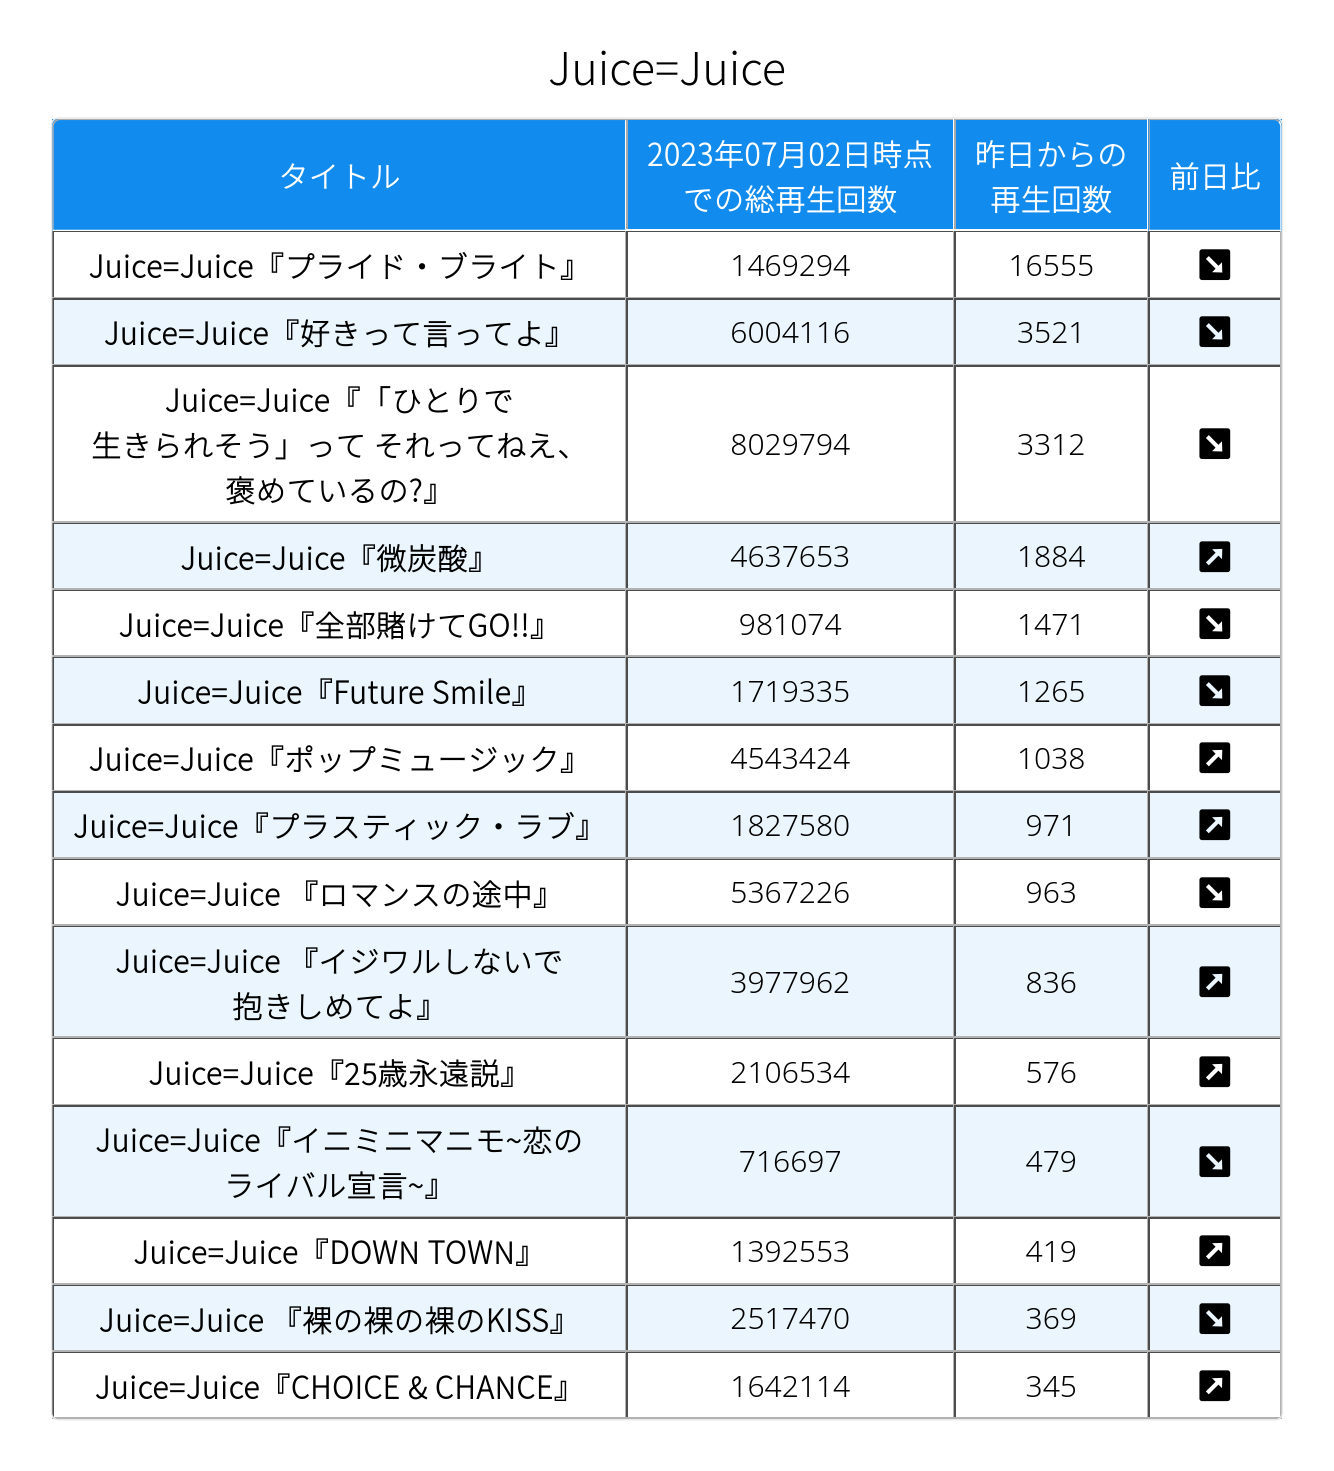 Juice=Juice
タイトル
2023年07月02日時点
での総再生回数
昨日からの
再生回数
前日比
Juice=Juice『プライド・ブライト』 1469294 16555 ↘
Juice=Juice『好きって言ってよ』 6004116 3521 ↘
Juice=Juice『「ひとりで
生きられそう」って それってねえ、
褒めているの?』
8029794 3312 ↘
Juice=Juice『微炭酸』 4637653 1884 ↗
Juice=Juice『全部賭けてGO!!』 981074 1471 ↘
Juice=Juice『Future Smile』 1719335 1265 ↘
Juice=Juice『ポップミュージック』 4543424 1038 ↗
Juice=Juice『プラスティック・ラブ』 1827580 971 ↗
Juice=Juice 『ロマンスの途中』 5367226 963 ↘
Juice=Juice 『イジワルしないで
抱きしめてよ』
3977962 836 ↗
Juice=Juice『25歳永遠説』 2106534 576 ↗
Juice=Juice『イニミニマニモ~恋の
ライバル宣言~』
716697 479 ↘
Juice=Juice『DOWN TOWN』 1392553 419 ↗
Juice=Juice 『裸の裸の裸のKISS』 2517470 369 ↘
Juice=Juice『CHOICE & CHANCE』 1642114 345 ↗